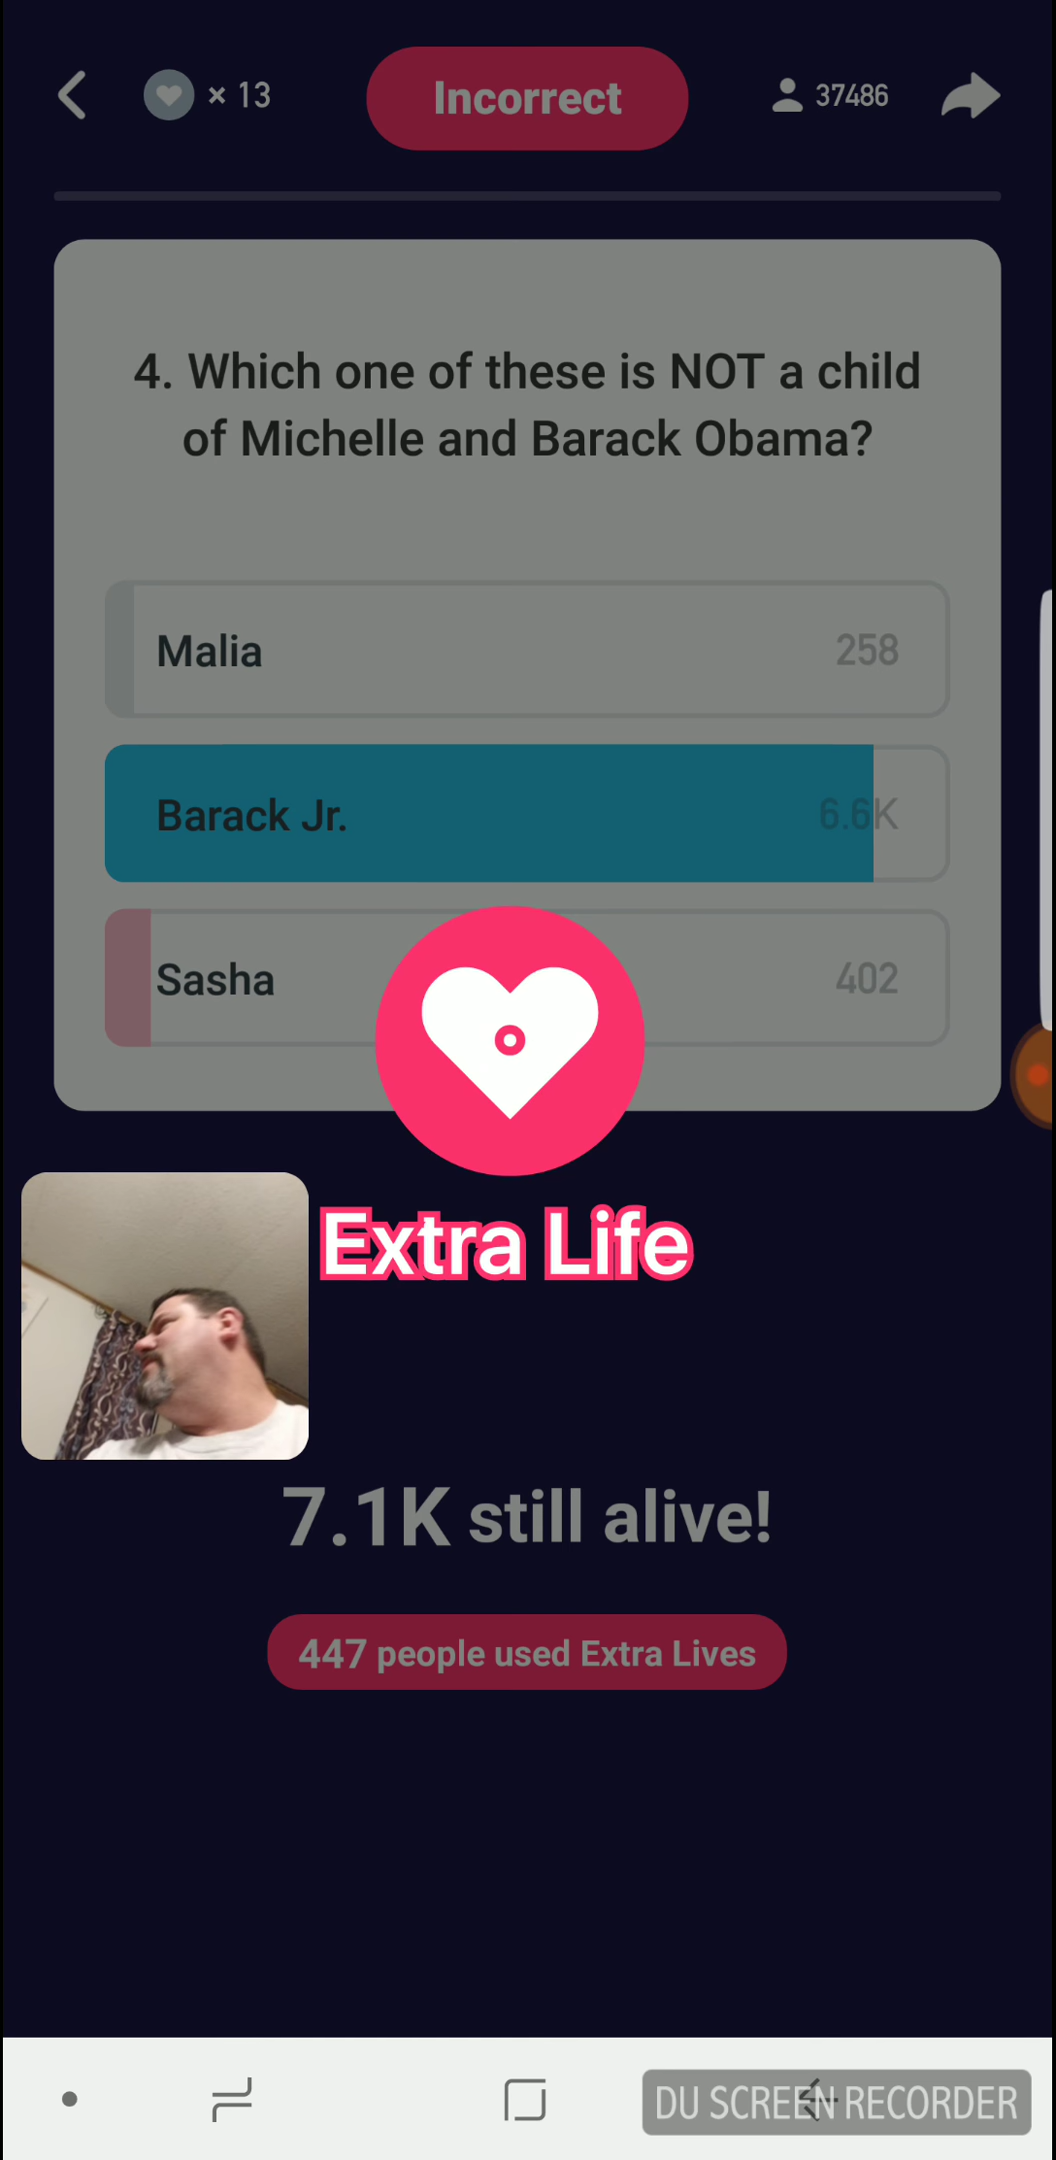 × 13
Incorrect
37486
4. Which one of these is NOT a child
of Michelle and Barack Obama?
Malia
258
Barack Jr.
6.6K
Sasha
402
Extra Life
7.1K still alive!
447 people used Extra Lives
DU SCREEN RECORDER